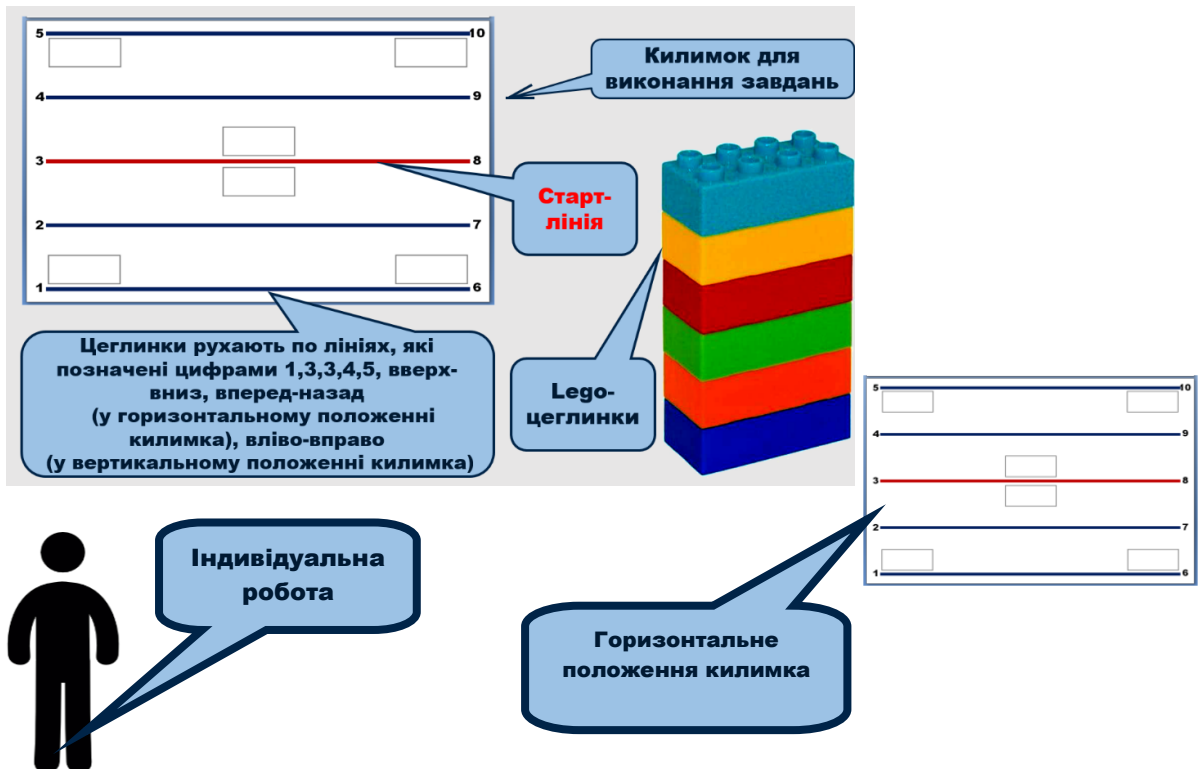 5 10
Килимок для
виконання завдань
4 9
3 8
Старт-
лінія
2 7
1 6
Цеглинки рухають по лініях, які
позначені цифрами 1,3,3,4,5, вверх-
вниз, вперед-назад
(у горизонтальному положенні
килимка), вліво-вправо
(у вертикальному положенні килимка)
Lego-
цеглинки
5 10
4 9
3 8
2 7
1 6
Індивідуальна
робота
Горизонтальне
положення килимка